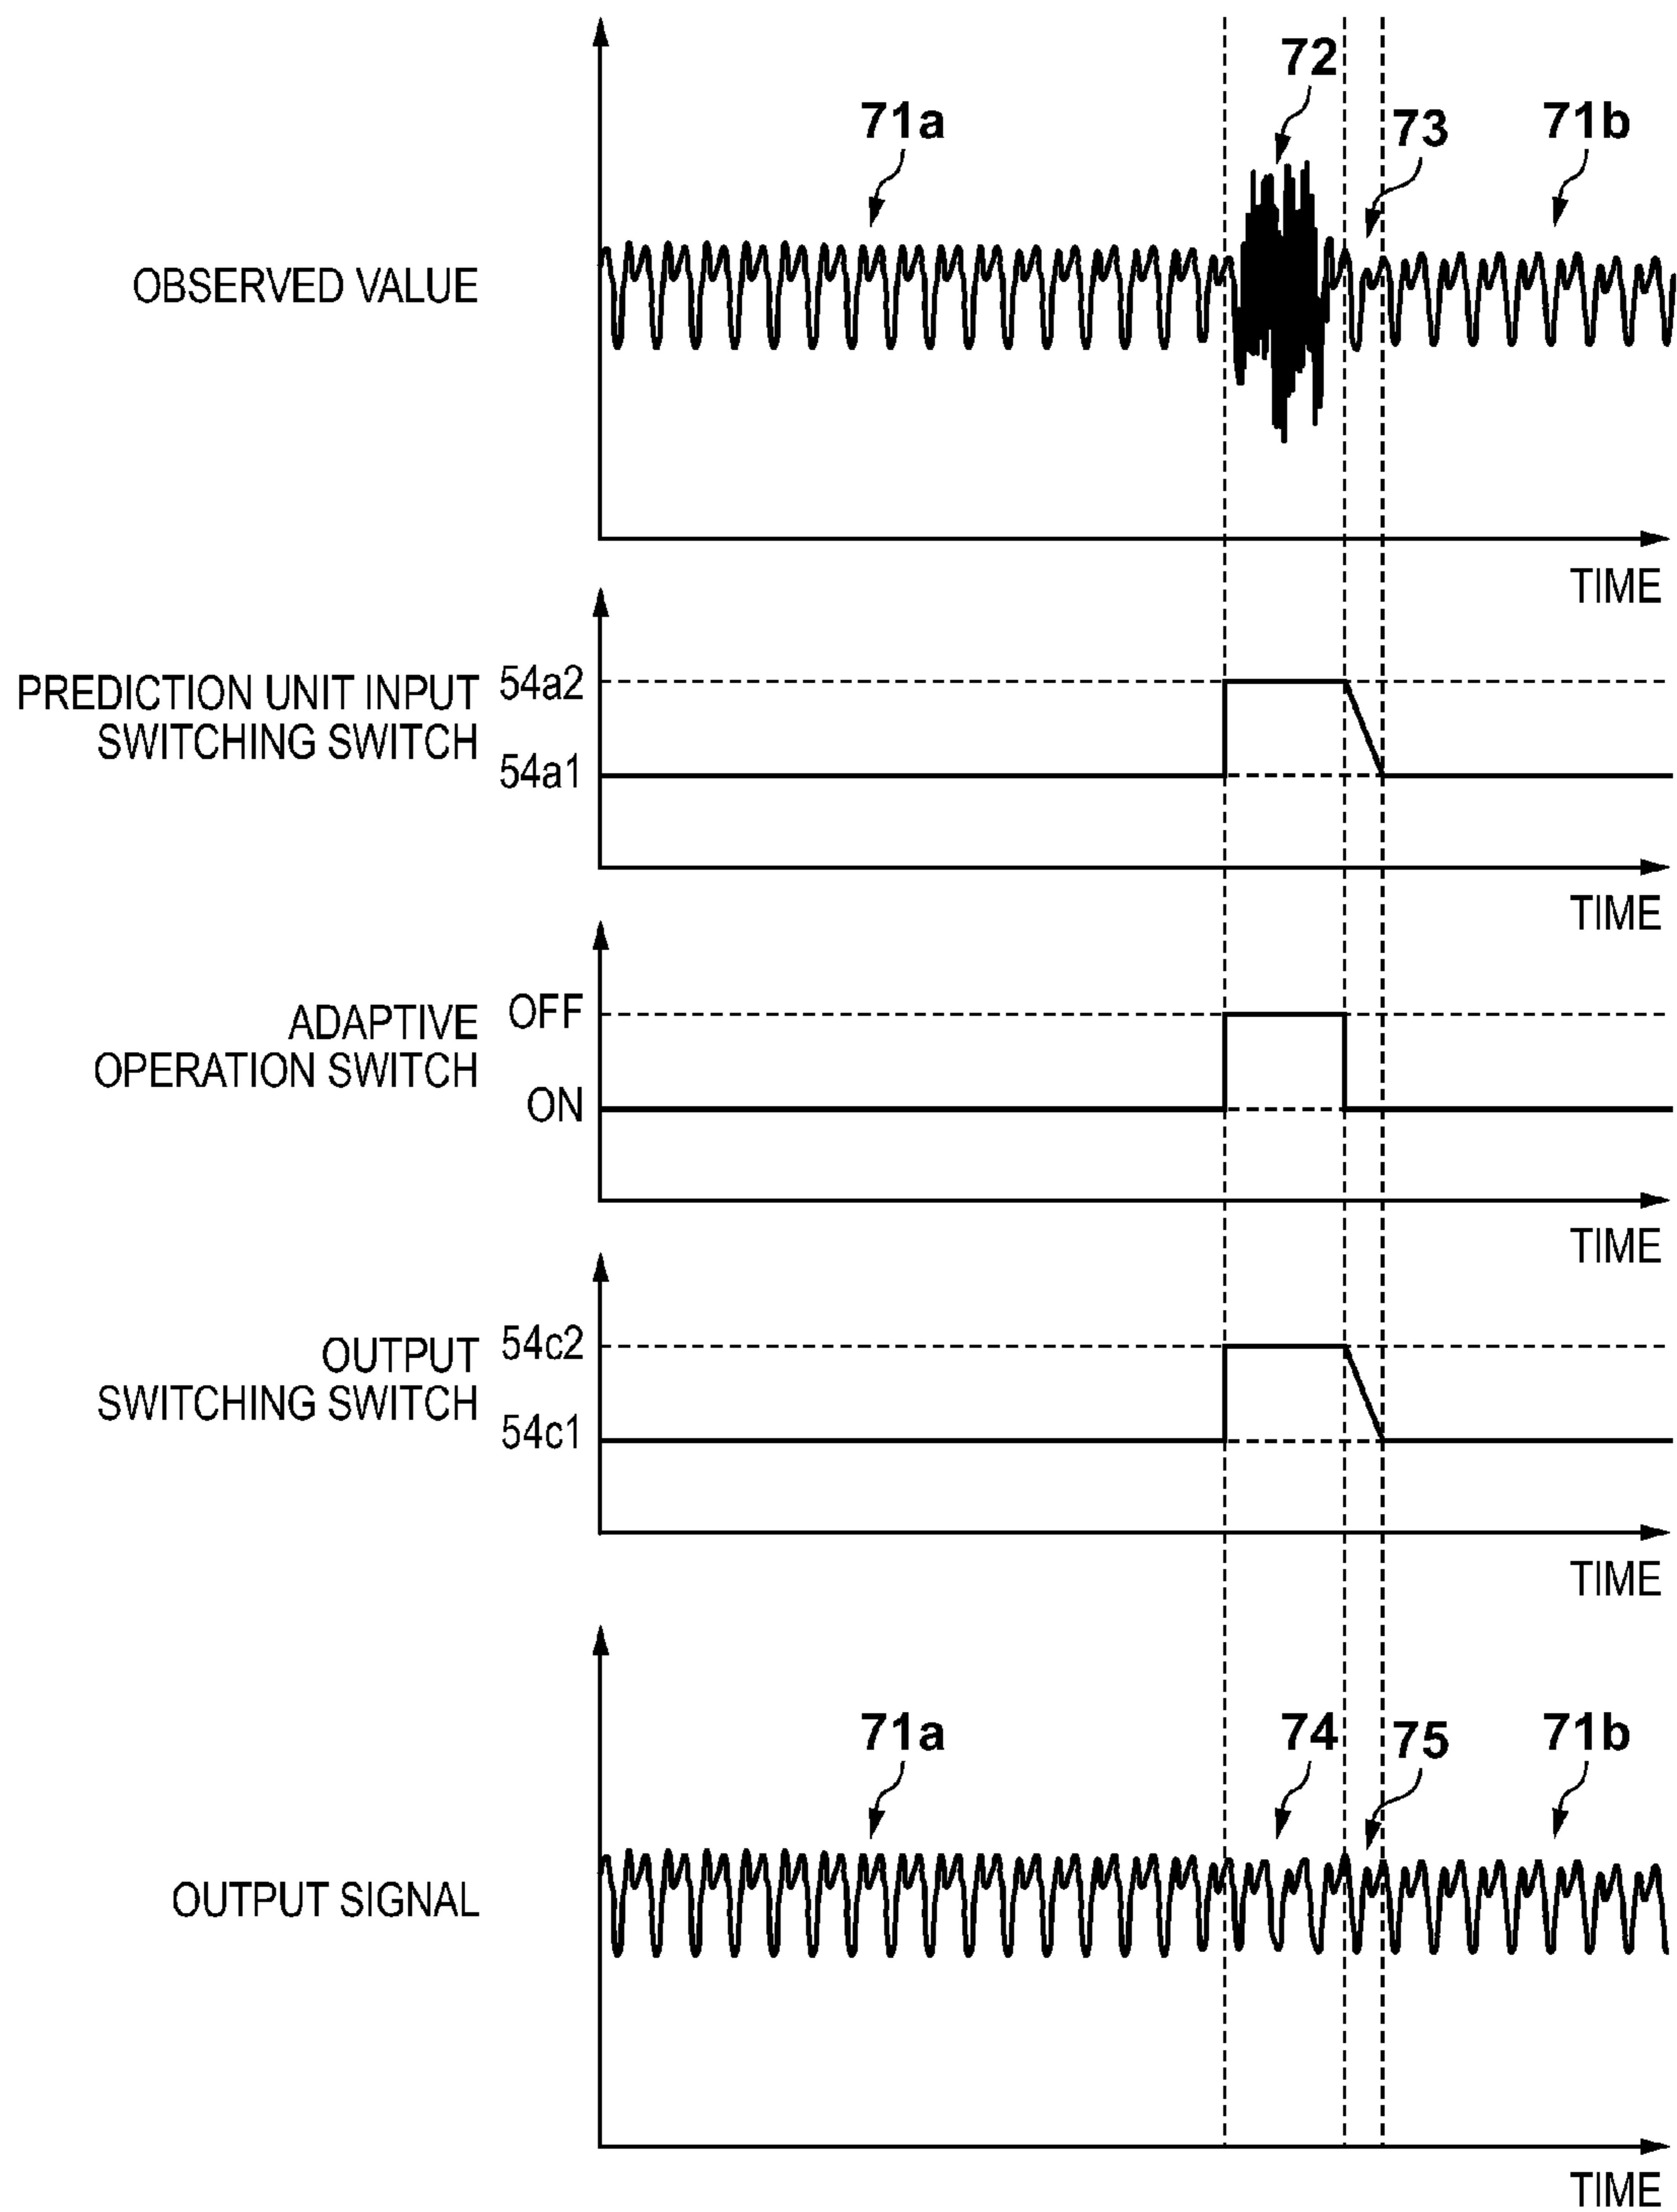 72
71a
73
71b
OBSERVED VALUE
TIME
PREDICTION UNIT INPUT
SWITCHING SWITCH
54a2
54a1
TIME
ADAPTIVE
OPERATION SWITCH
OFF
ON
TIME
OUTPUT
SWITCHING SWITCH
54c2
54c1
TIME
71a
74
75
71b
OUTPUT SIGNAL
TIME